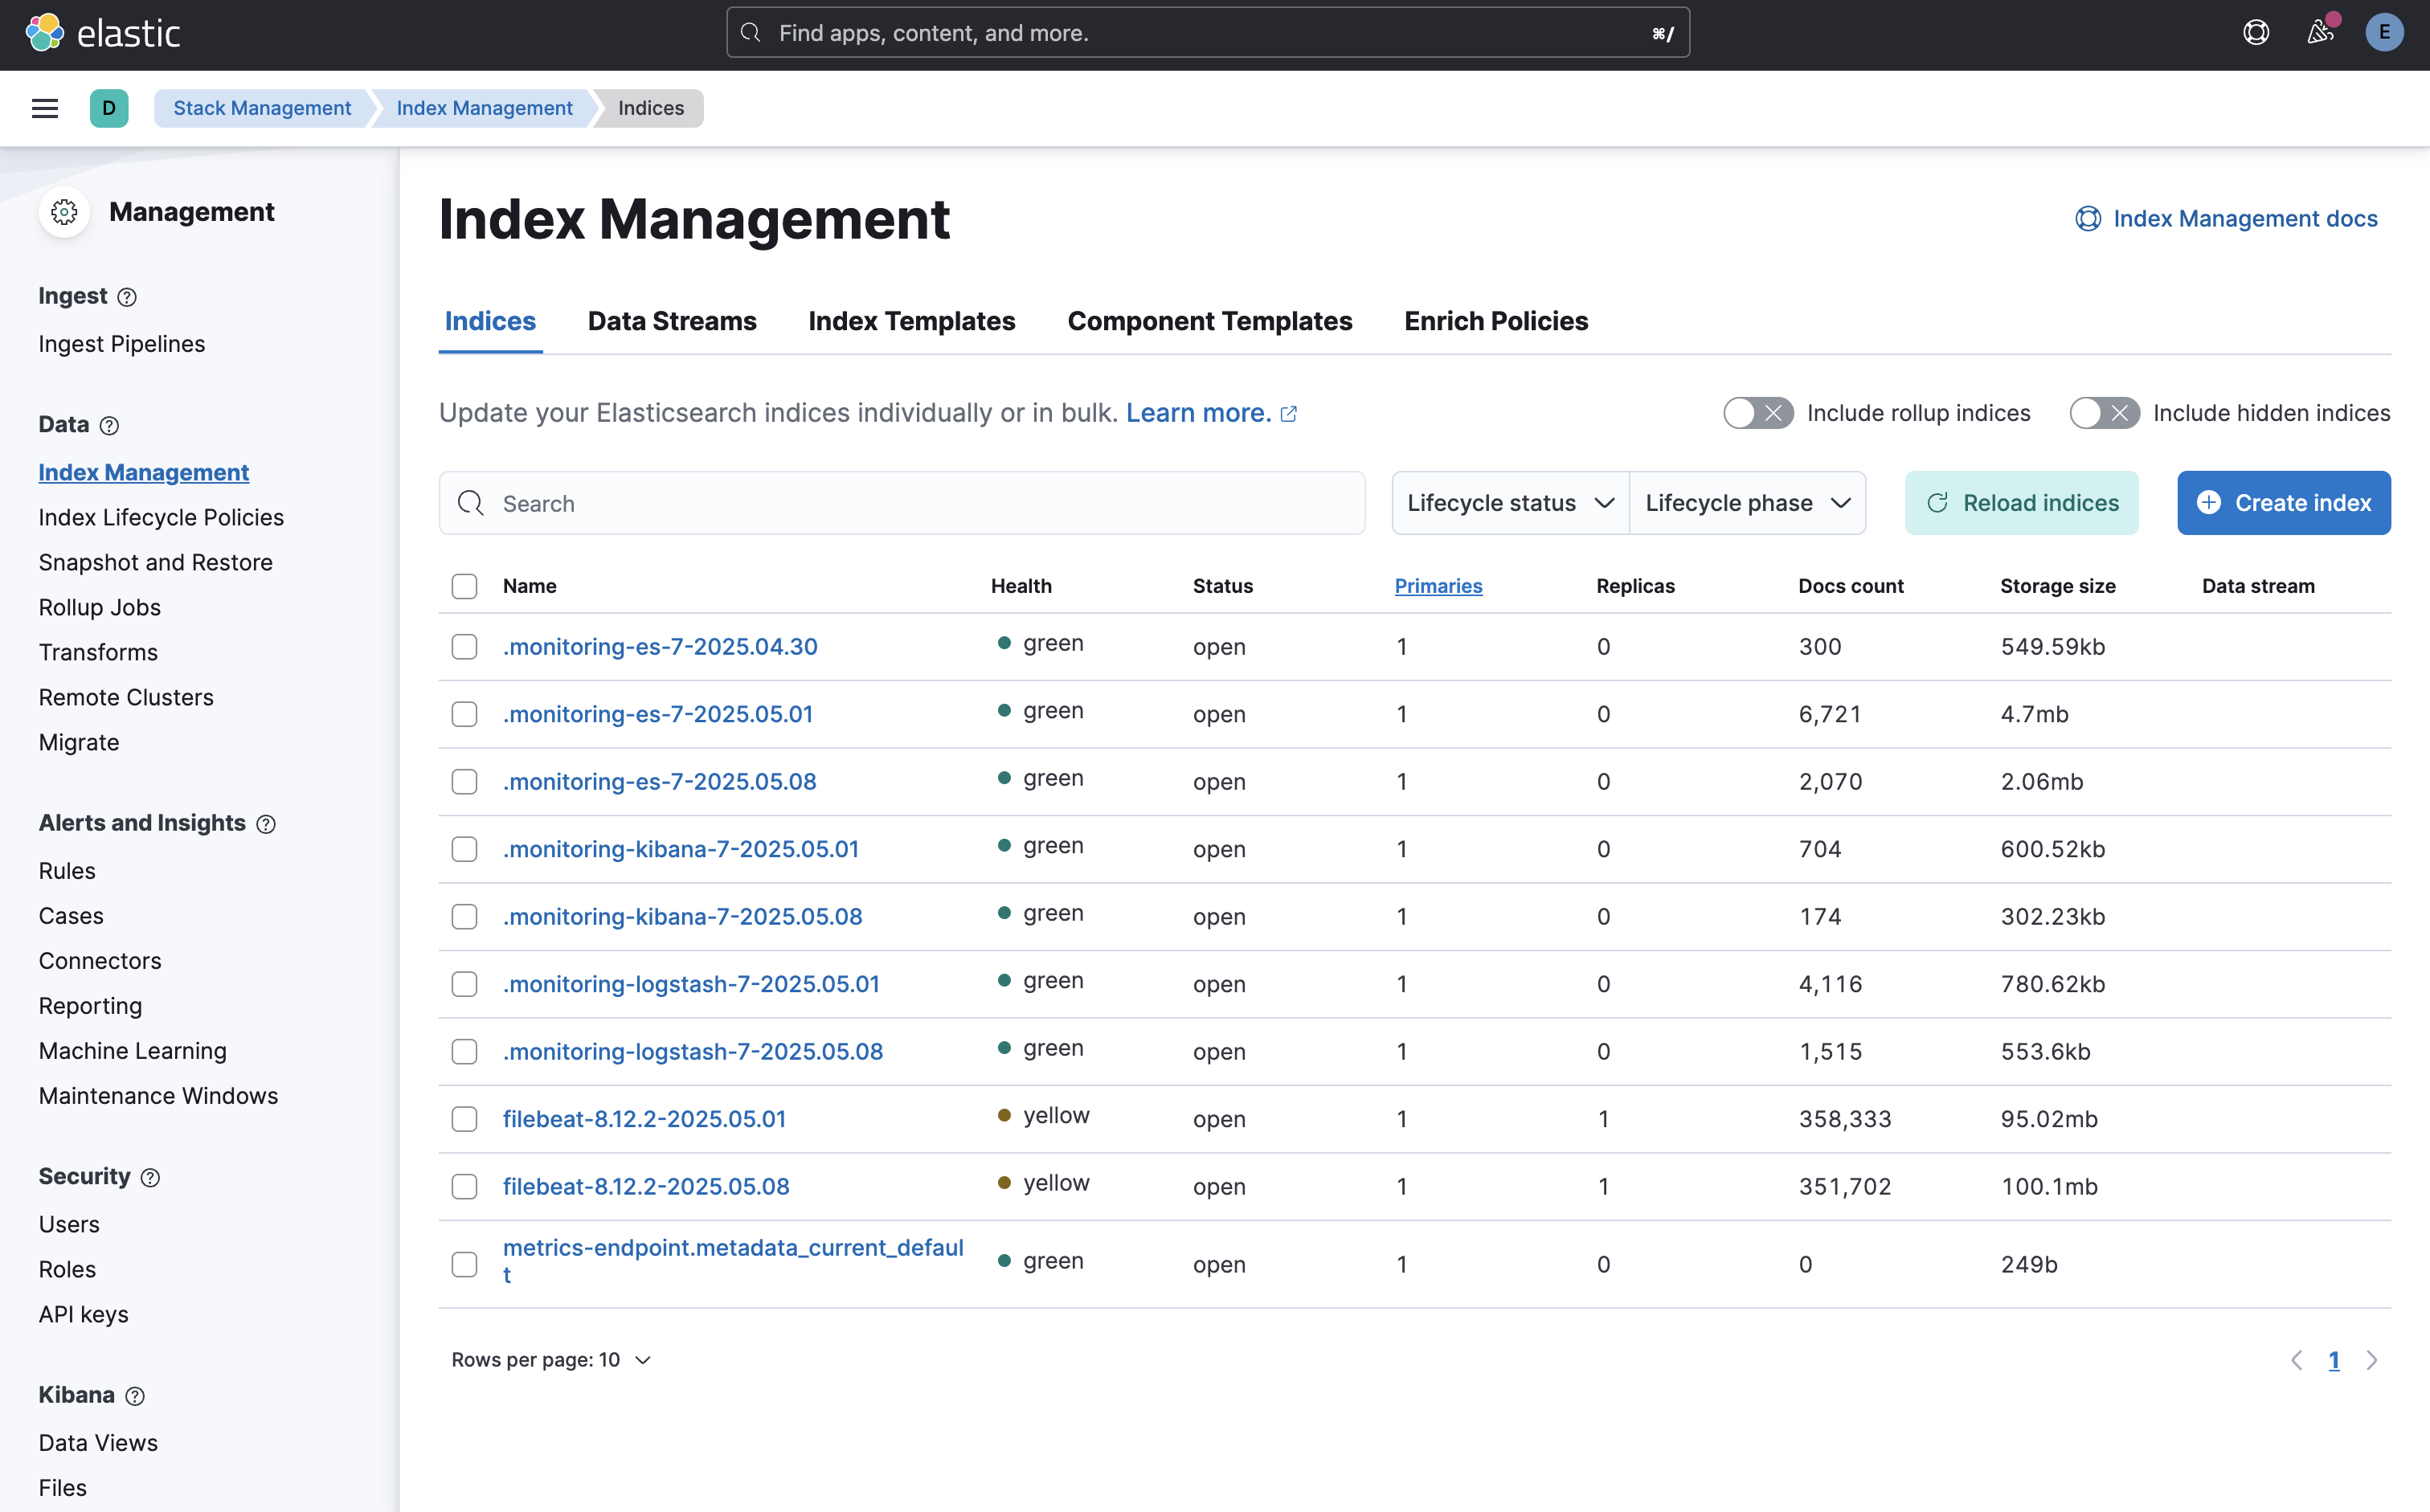 elastic
Find apps, content, and more.
⌘/
E
D
Stack Management
Index Management
Indices
Management
Ingest
Ingest Pipelines
Data
Index Management
Index Lifecycle Policies
Snapshot and Restore
Rollup Jobs
Transforms
Remote Clusters
Migrate
Alerts and Insights
Rules
Cases
Connectors
Reporting
Machine Learning
Maintenance Windows
Security
Users
Roles
API keys
Kibana
Data Views
Files
Index Management
Index Management docs
Indices Data Streams Index Templates Component Templates Enrich Policies
Update your Elasticsearch indices individually or in bulk. Learn more.
Include rollup indices
Include hidden indices
Search
Lifecycle status
Lifecycle phase
Reload indices
Create index
Name Health Status Primaries Replicas Docs count Storage size Data stream
.monitoring-es-7-2025.04.30 green open 1 0 300 549.59kb
.monitoring-es-7-2025.05.01 green open 1 0 6,721 4.7mb
.monitoring-es-7-2025.05.08 green open 1 0 2,070 2.06mb
.monitoring-kibana-7-2025.05.01 green open 1 0 704 600.52kb
.monitoring-kibana-7-2025.05.08 green open 1 0 174 302.23kb
.monitoring-logstash-7-2025.05.01 green open 1 0 4,116 780.62kb
.monitoring-logstash-7-2025.05.08 green open 1 0 1,515 553.6kb
filebeat-8.12.2-2025.05.01 yellow open 1 1 358,333 95.02mb
filebeat-8.12.2-2025.05.08 yellow open 1 1 351,702 100.1mb
metrics-endpoint.metadata_current_defaul
t green open 1 0 0 249b
Rows per page: 10
1